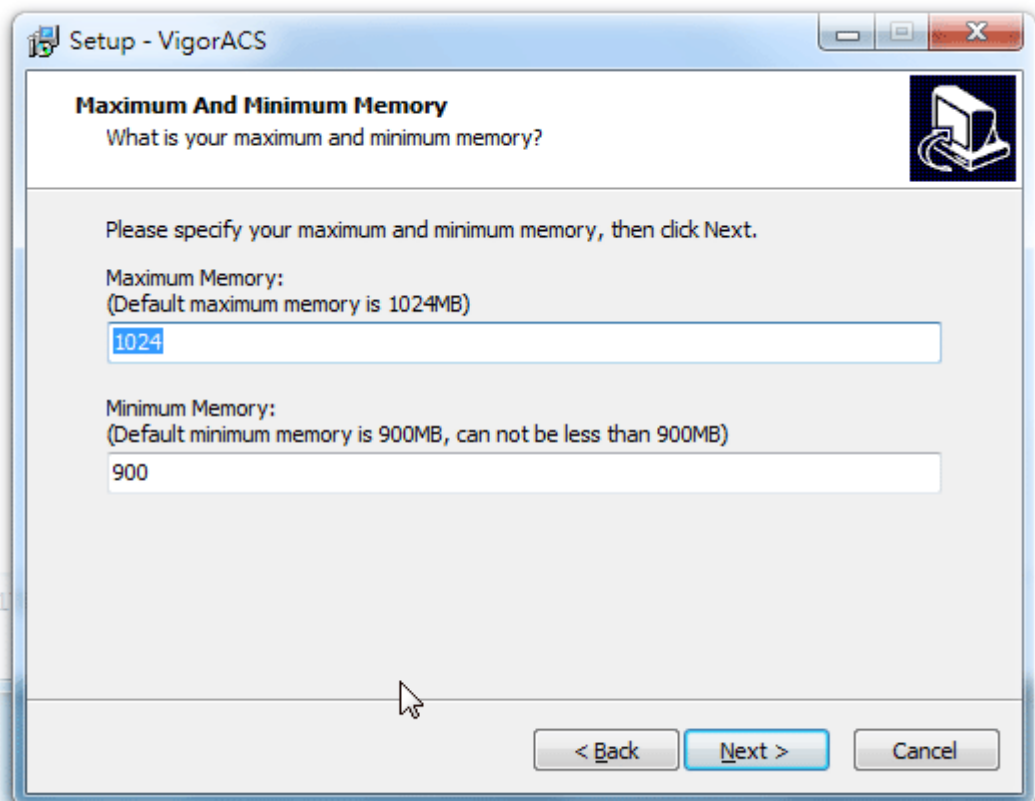 Setup - VigorACS
Maximum And Minimum Memory
What is your maximum and minimum memory?
Please specify your maximum and minimum memory, then click Next.
Maximum Memory:
(Default maximum memory is 1024MB)
1024
Minimum Memory:
(Default minimum memory is 900MB, can not be less than 900MB)
900
< Back
Next >
Cancel